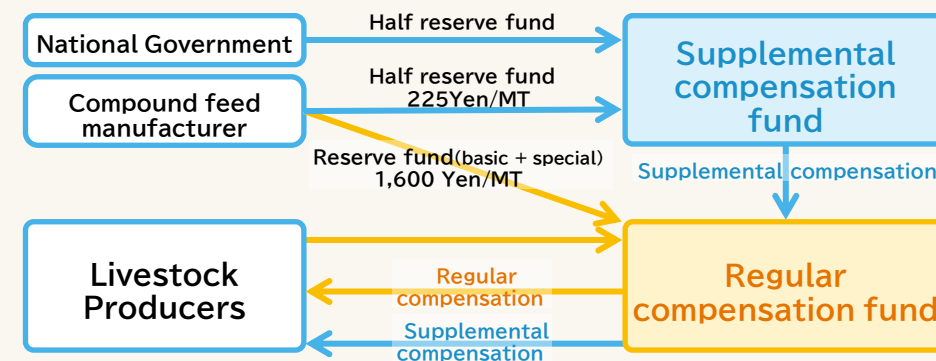 National Government
Half reserve fund
Supplemental
compensation
fund
Compound feed
manufacturer
Half reserve fund
225Yen/MT
Reserve fund(basic + special)
1,600 Yen/MT
Supplemental compensation
Livestock
Producers
Regular
compensation
Supplemental
compensation
Regular
compensation fund